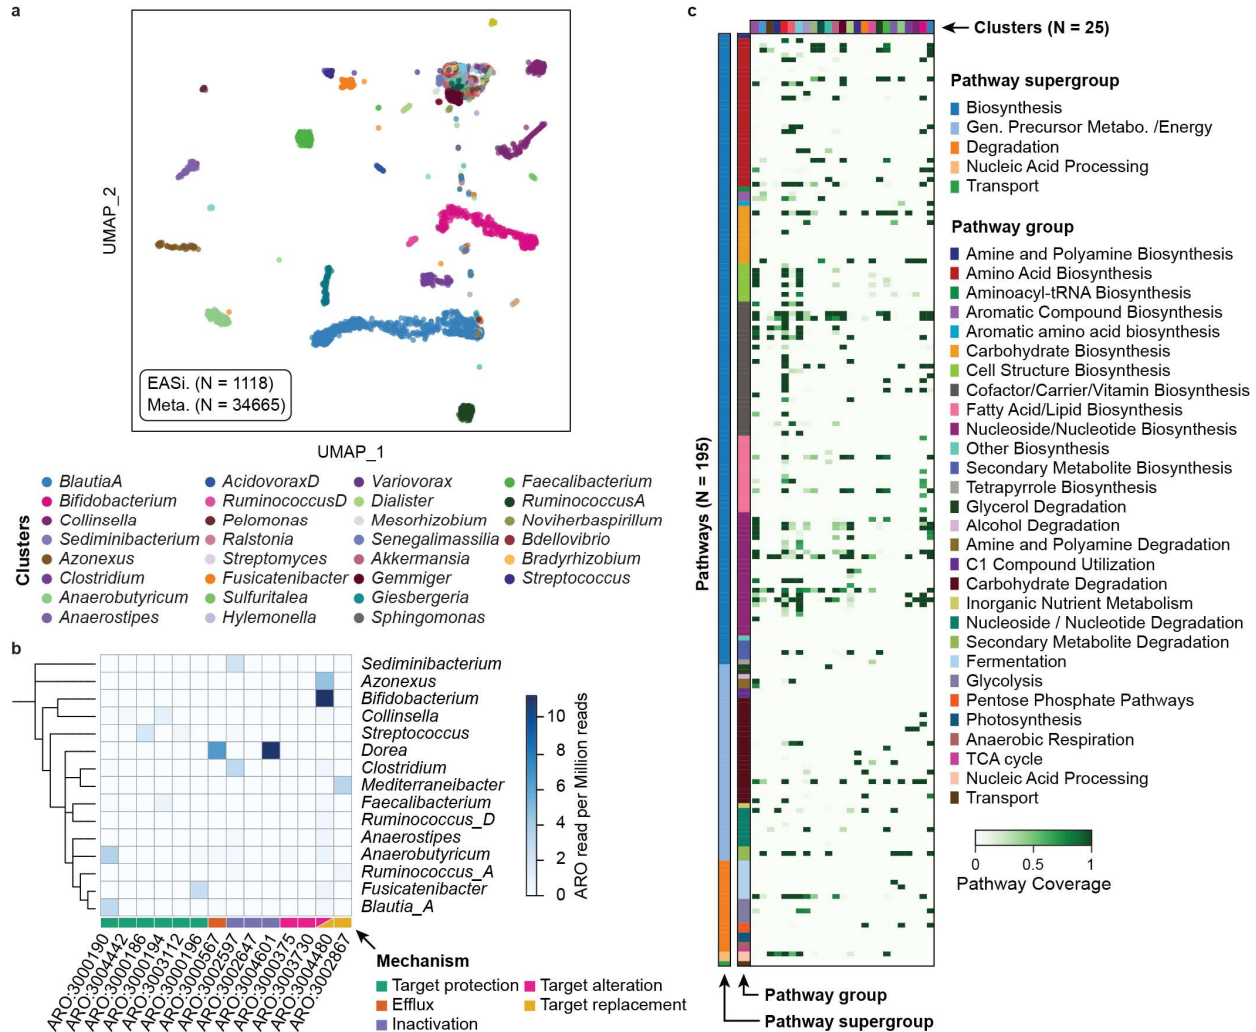 a
UMAP_2
EASi. (N = 1118)
Meta. (N = 34665)
UMAP_1
Clusters
BlautiaA
Bifidobacterium
Collinsella
Sediminibacterium
Azonexus
Clostridium
Anaerobutyricum
Anaerostipes
AcidovoraxD
RuminococcusD
Pelomonas
Ralstonia
Streptomyces
Fusicatenibacter
Sulfuritalea
Hylemonella
Variovorax
Dialister
Mesorhizobium
Senegalimassilia
Akkermansia
Gemmiger
Giesbergeria
Sphingomonas
Faecalibacterium
RuminococcusA
Noviherbaspirillum
Bdellovibrio
Bradyrhizobium
Streptococcus
b
Sediminibacterium
Azonexus
Bifidobacterium
Collinsella
Streptococcus
Dorea
Clostridium
Mediterraneibacter
Faecalibacterium
Ruminococcus_D
Anaerostipes
Anaerobutyricum
Ruminococcus_A
Fusicatenibacter
Blautia_A
ARO:3000190
ARO:3004442
ARO:3000186
ARO:3000194
ARO:3003112
ARO:3000196
ARO:3000567
ARO:3002597
ARO:3002647
ARO:3004601
ARO:3000375
ARO:3003730
ARO:3004480
ARO:3002867
10
8
6
4
2
0
ARO read per Million reads
Mechanism
Target protection
Efflux
Inactivation
Target alteration
Target replacement
c
Clusters (N = 25)
Pathways (N = 195)
Pathway group
Pathway supergroup
Pathway supergroup
Biosynthesis
Gen. Precursor Metabo. /Energy
Degradation
Nucleic Acid Processing
Transport
Pathway group
Amine and Polyamine Biosynthesis
Amino Acid Biosynthesis
Aminoacyl-tRNA Biosynthesis
Aromatic Compound Biosynthesis
Aromatic amino acid biosynthesis
Carbohydrate Biosynthesis
Cell Structure Biosynthesis
Cofactor/Carrier/Vitamin Biosynthesis
Fatty Acid/Lipid Biosynthesis
Nucleoside/Nucleotide Biosynthesis
Other Biosynthesis
Secondary Metabolite Biosynthesis
Tetrapyrrole Biosynthesis
Glycerol Degradation
Alcohol Degradation
Amine and Polyamine Degradation
C1 Compound Utilization
Carbohydrate Degradation
Inorganic Nutrient Metabolism
Nucleoside / Nucleotide Degradation
Secondary Metabolite Degradation
Fermentation
Glycolysis
Pentose Phosphate Pathways
Photosynthesis
Anaerobic Respiration
TCA cycle
Nucleic Acid Processing
Transport
0
0.5
1
Pathway Coverage